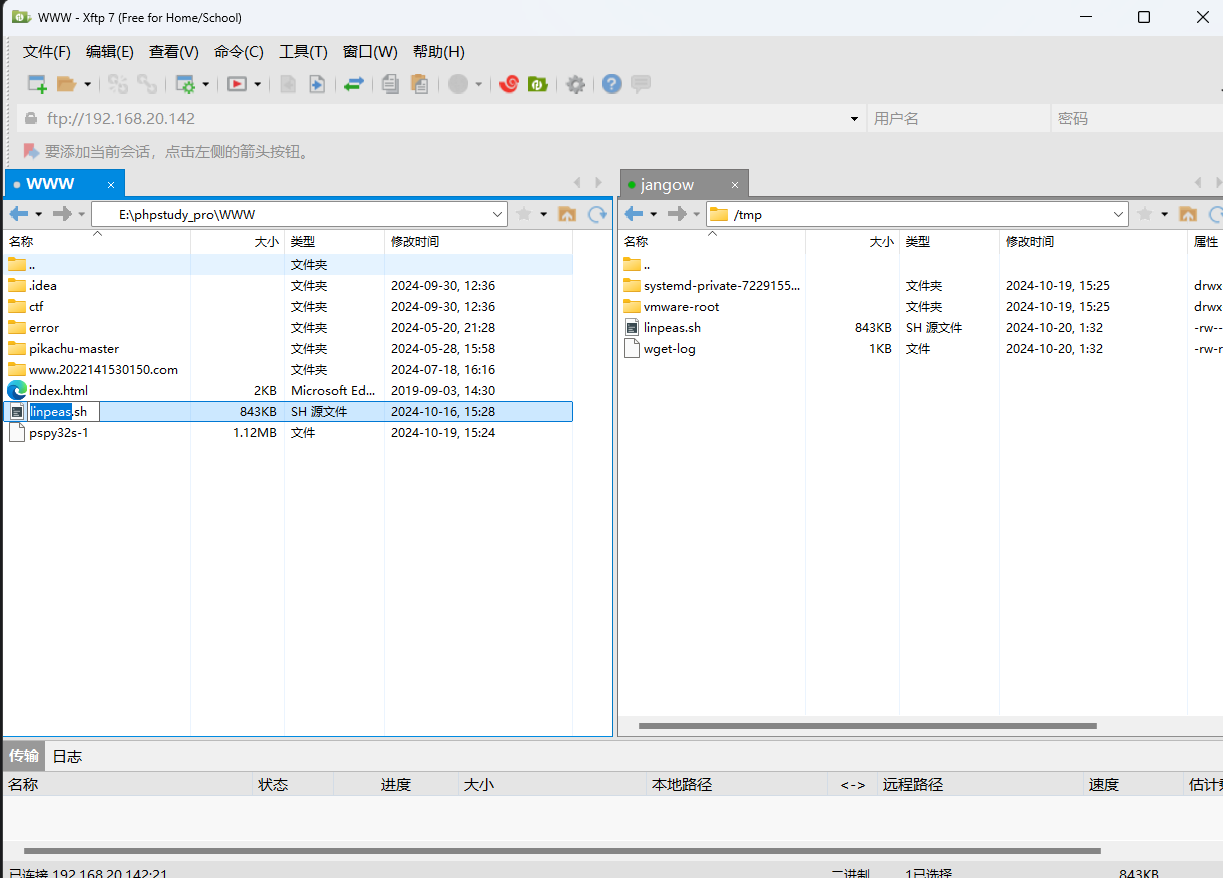 WWW - Xftp 7 (Free for Home/School)
文件(F) 编辑(E) 查看(V) 命令(C) 工具(T) 窗口(W) 帮助(H)
ftp://192.168.20.142 用户名 密码
要添加当前会话，点击左侧的箭头按钮。
WWW × jangow ×
E:\phpstudy_pro\WWW /tmp
名称 大小 类型 修改时间 名称 大小 类型 修改时间 属性
.. 文件夹 ..
.idea 文件夹 2024-09-30, 12:36 systemd-private-7229155... 文件夹 2024-10-19, 15:25 drwx
ctf 文件夹 2024-09-30, 12:36 vmware-root 文件夹 2024-10-19, 15:25 drwx
error 文件夹 2024-05-20, 21:28 linpeas.sh 843KB SH 源文件 2024-10-20, 1:32 -rw--
pikachu-master 文件夹 2024-05-28, 15:58 wget-log 1KB 文件 2024-10-20, 1:32 -rw-r
www.2022141530150.com 文件夹 2024-07-18, 16:16
index.html 2KB Microsoft Ed... 2019-09-03, 14:30
linpeas.sh 843KB SH 源文件 2024-10-16, 15:28
pspy32s-1 1.12MB 文件 2024-10-19, 15:24
传输 日志
名称 状态 进度 大小 本地路径 <-> 远程路径 速度 估计
已连接 192.168.20.142:21 二进制 1已选择 843KB